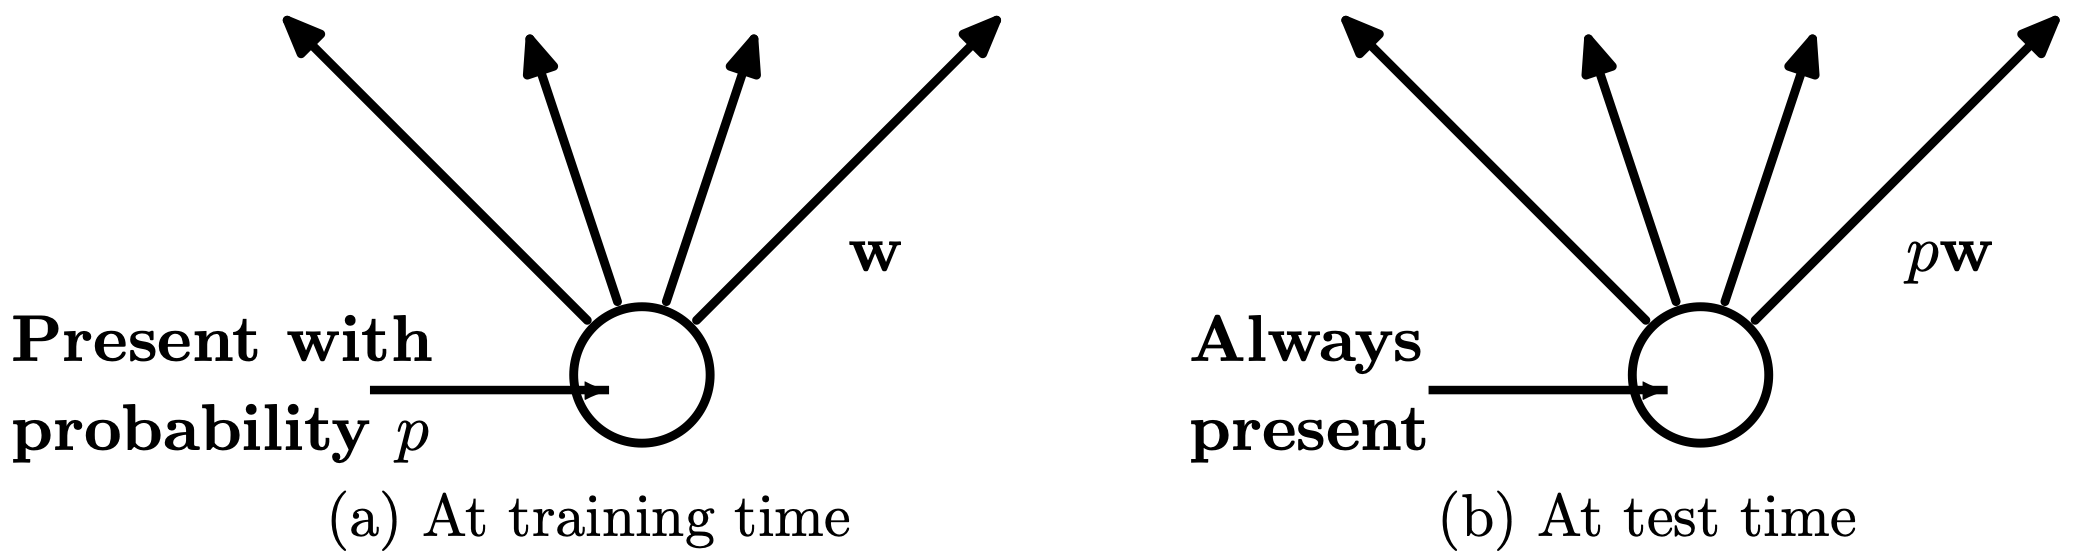 w
Present with
probability p
(a) At training time
pw
Always
present
(b) At test time